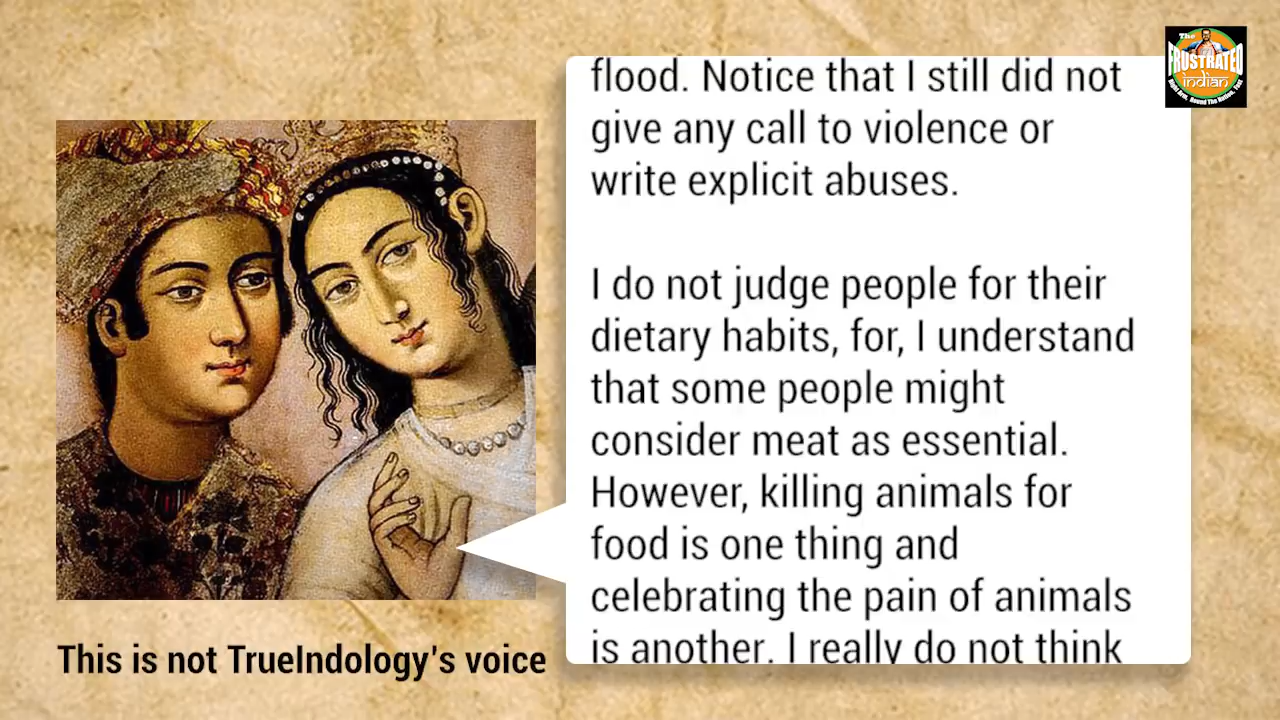 The
FRUSTRATED
indian
flood. Notice that I still did not
give any call to violence or
write explicit abuses.
I do not judge people for their
dietary habits, for, I understand
that some people might
consider meat as essential.
However, killing animals for
food is one thing and
celebrating the pain of animals
is another. I really do not think
This is not TrueIndology's voice